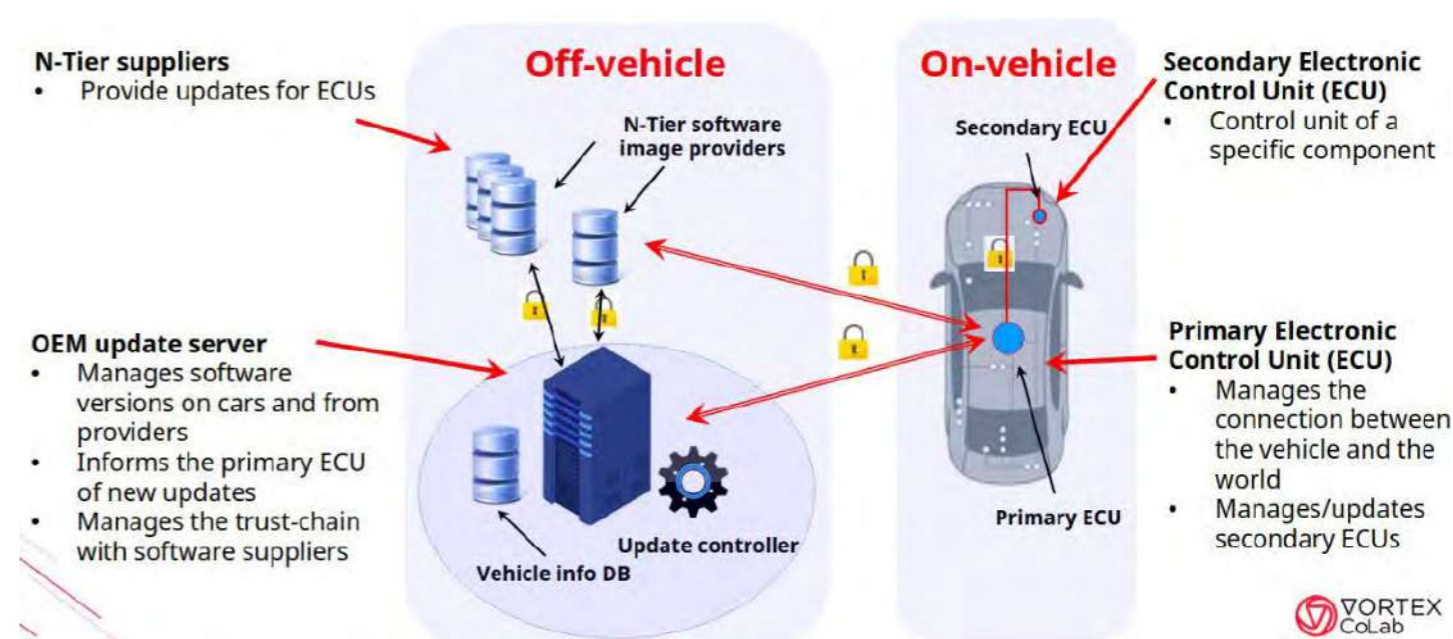 Off-vehicle
On-vehicle
N-Tier suppliers
• Provide updates for ECUs
N-Tier software
image providers
Secondary ECU
Secondary Electronic
Control Unit (ECU)
• Control unit of a
specific component
OEM update server
• Manages software
versions on cars and from
providers
• Informs the primary ECU
of new updates
• Manages the trust-chain
with software suppliers
Vehicle info DB
Update controller
Primary ECU
Primary Electronic
Control Unit (ECU)
• Manages the
connection between
the vehicle and the
world
• Manages/updates
secondary ECUs
VORTEX
CoLab